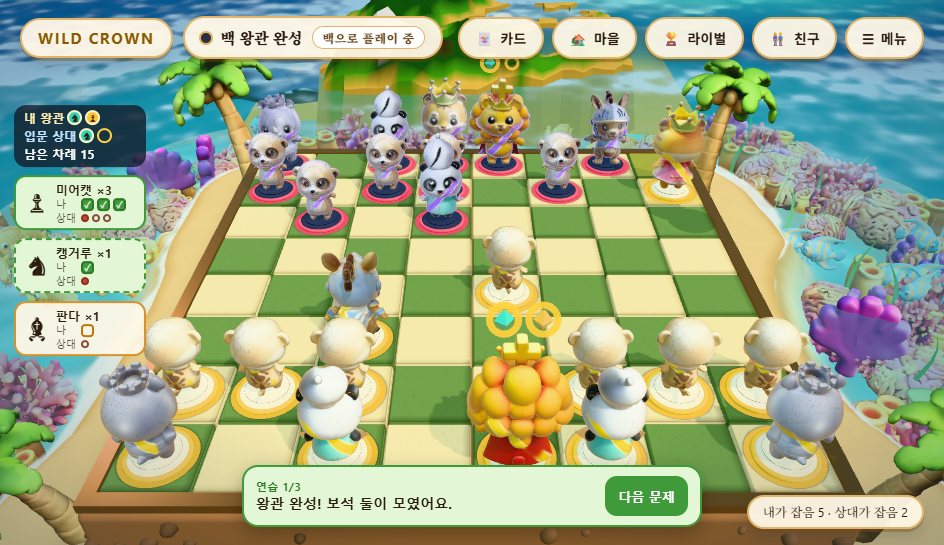 WILD CROWN
백 왕관 완성
백으로 플레이 중
카드
마을
라이벌
친구
☰ 메뉴
내 왕관
입문 상대
남은 차례 15
미어캣 ×3
나
상대
캥거루 ×1
나
상대
판다 ×1
나
상대
연습 1/3
왕관 완성! 보석 둘이 모였어요.
다음 문제
내가 잡음 5 · 상대가 잡음 2